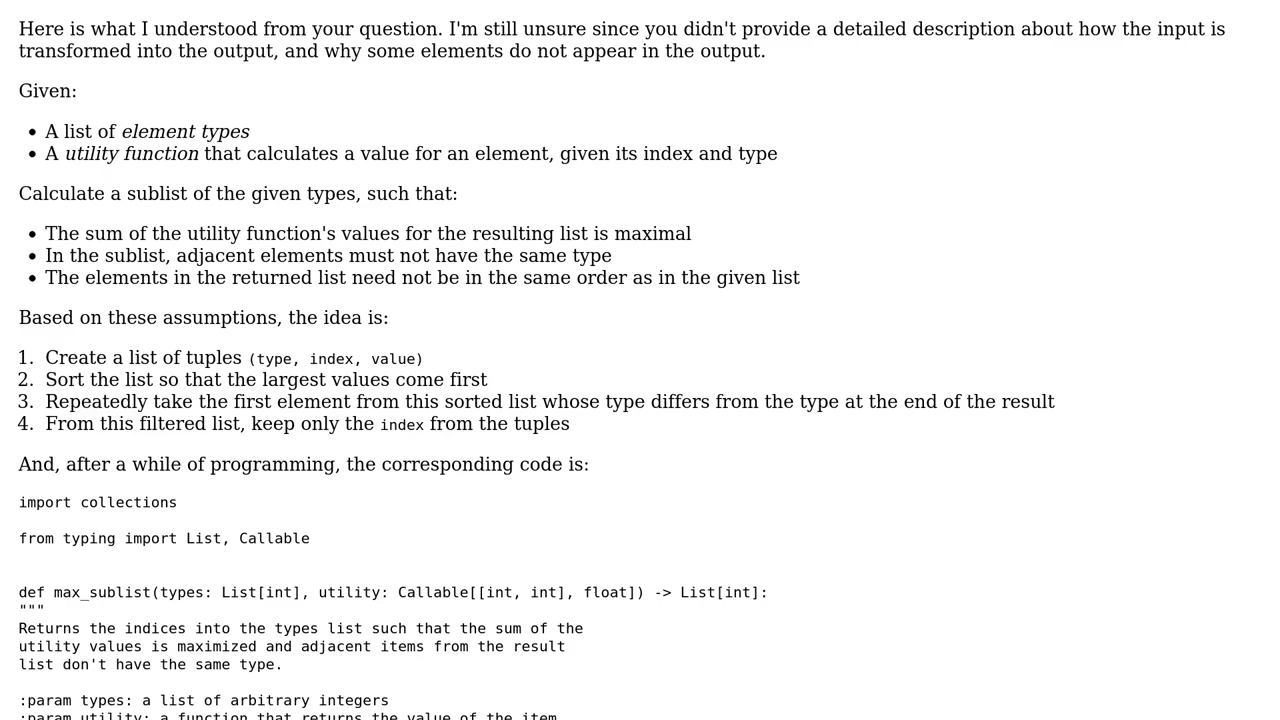 Here is what I understood from your question. I'm still unsure since you didn't provide a detailed description about how the input is
transformed into the output, and why some elements do not appear in the output.
Given:
• A list of element types
• A utility function that calculates a value for an element, given its index and type
Calculate a sublist of the given types, such that:
• The sum of the utility function's values for the resulting list is maximal
• In the sublist, adjacent elements must not have the same type
• The elements in the returned list need not be in the same order as in the given list
Based on these assumptions, the idea is:
1. Create a list of tuples (type, index, value)
2. Sort the list so that the largest values come first
3. Repeatedly take the first element from this sorted list whose type differs from the type at the end of the result
4. From this filtered list, keep only the index from the tuples
And, after a while of programming, the corresponding code is:
import collections
from typing import List, Callable
def max_sublist(types: List[int], utility: Callable[[int, int], float]) -> List[int]:
"""
Returns the indices into the types list such that the sum of the
utility values is maximized and adjacent items from the result
list don't have the same type.
:param types: a list of arbitrary integers
:param utility: a function that returns the value of the item